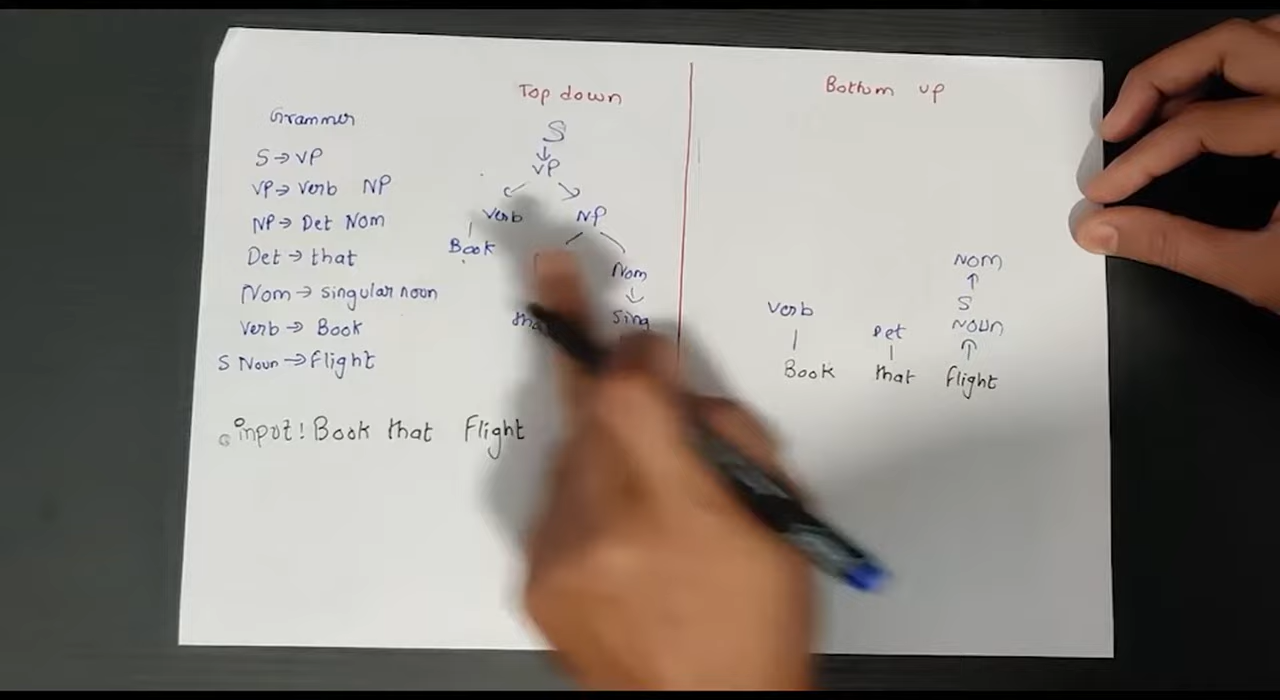 Grammer
S → VP
VP → Verb NP
NP → Det Nom
Det → that
Nom → singular noun
Verb → Book
S Noun → Flight
input! Book that Flight
Top down
S
VP
Verb NP
Book
Nom
Sing
Bottum up
Nom
S
Noun
Verb
Det
Book that flight